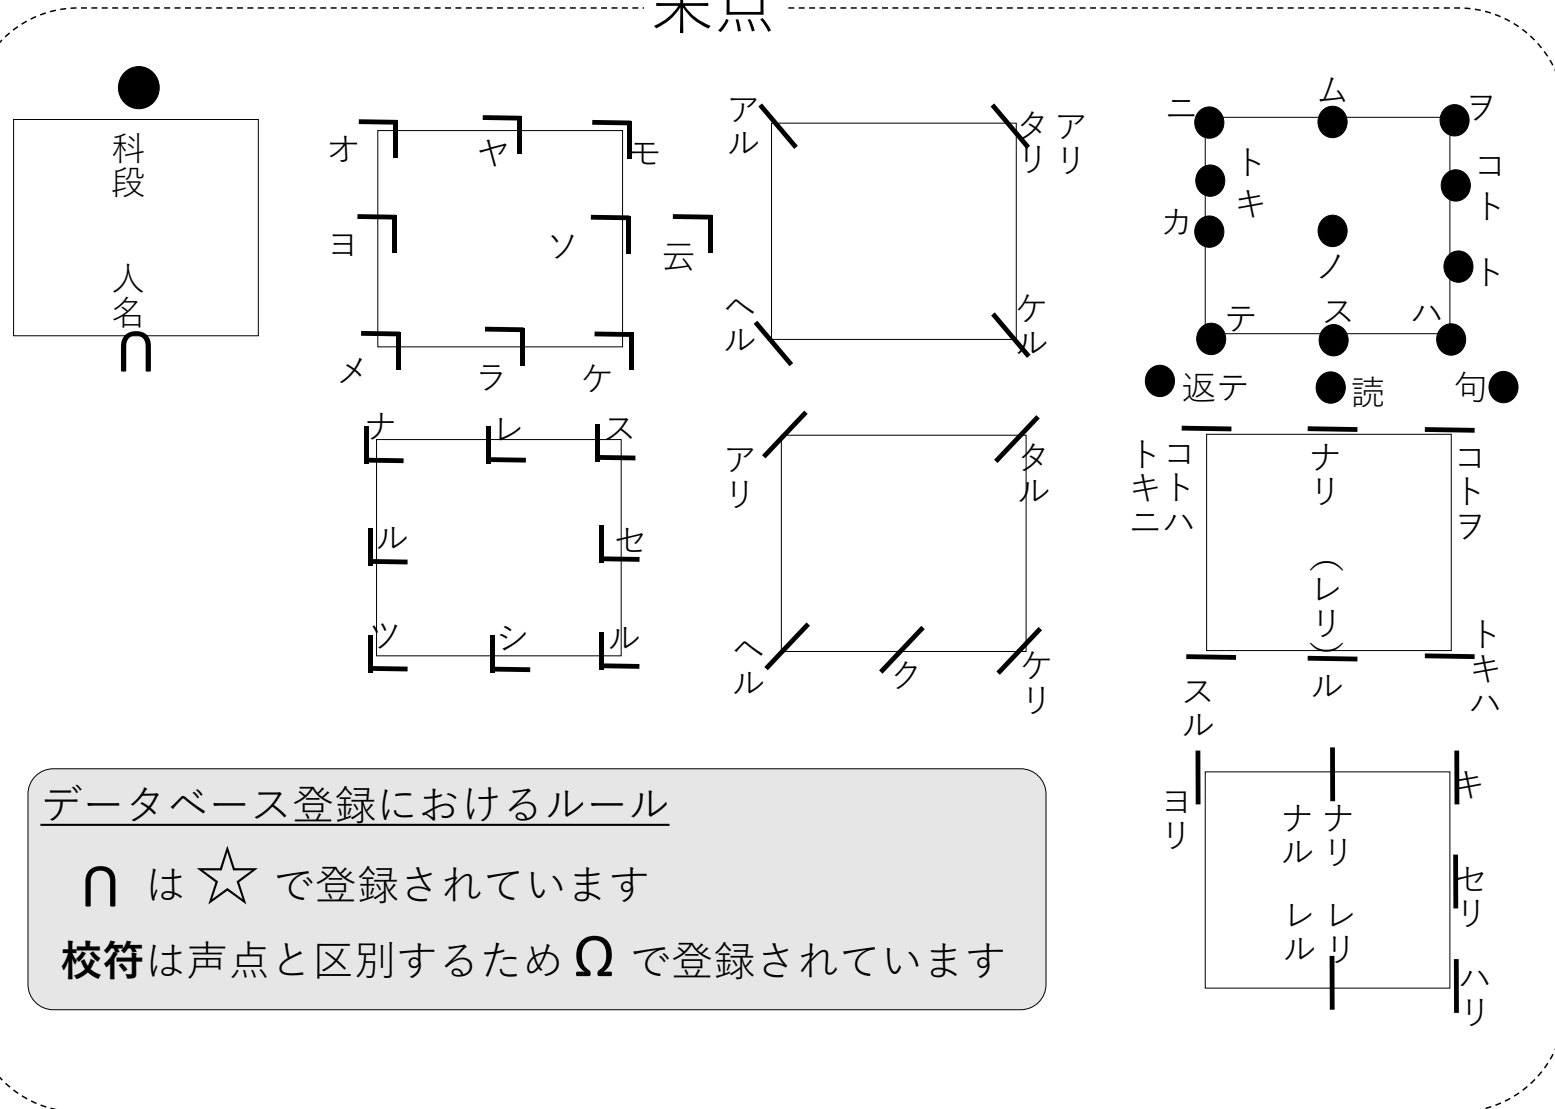 朱点
ニ
ム
ヲ
トキ
コト
カ
ノ
ト
テ
ス
ハ
返テ
読
句
アル
アリ
タリ
ヘル
ケル
オ
ヤ
モ
ヨ
ソ
云
メ
ラ
ケ
科段
人名
コトヲ
ナリ
(レリ)
コトハ
トキニ
トキハ
ル
スル
アリ
タル
ヘル
ク
ケリ
ナ
レ
ス
ル
セ
ツ
シ
ル
キ
セリ
ハリ
ナリ レリ
ナル レル
ヨリ
データベース登録におけるルール
∩ は ☆ で登録されています
校符は声点と区別するため Ω で登録されています